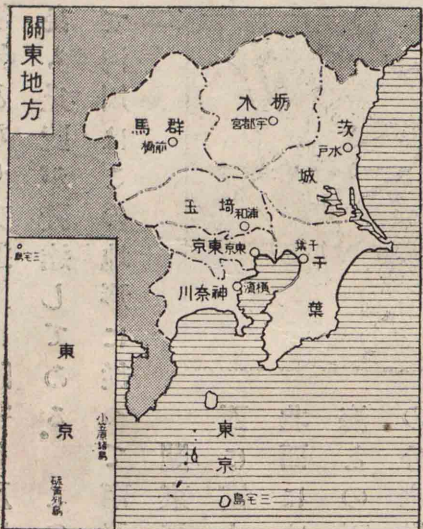 關東地方
木栃
宮都宇
馬群
橋前
茨城
戸水
玉埼
和浦
京東
京東
葉千
千葉
川奈神
濱横
東京
島宅三
島宅三
東京
小笠原諸島
硫黄列島